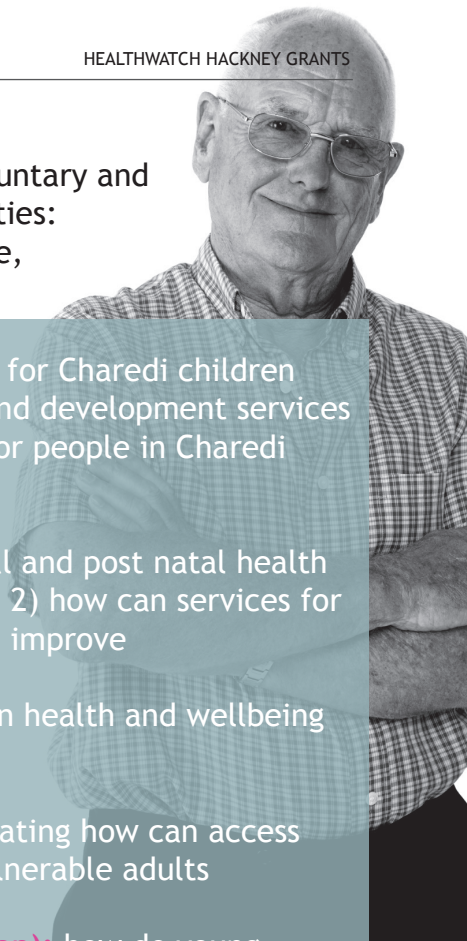 HEALTHWATCH HACKNEY GRANTS
untary and
ties:
e,
for Charedi children
nd development services
or people in Charedi
l and post natal health
2) how can services for
improve
n health and wellbeing
ating how can access
lnerable adults
how do young